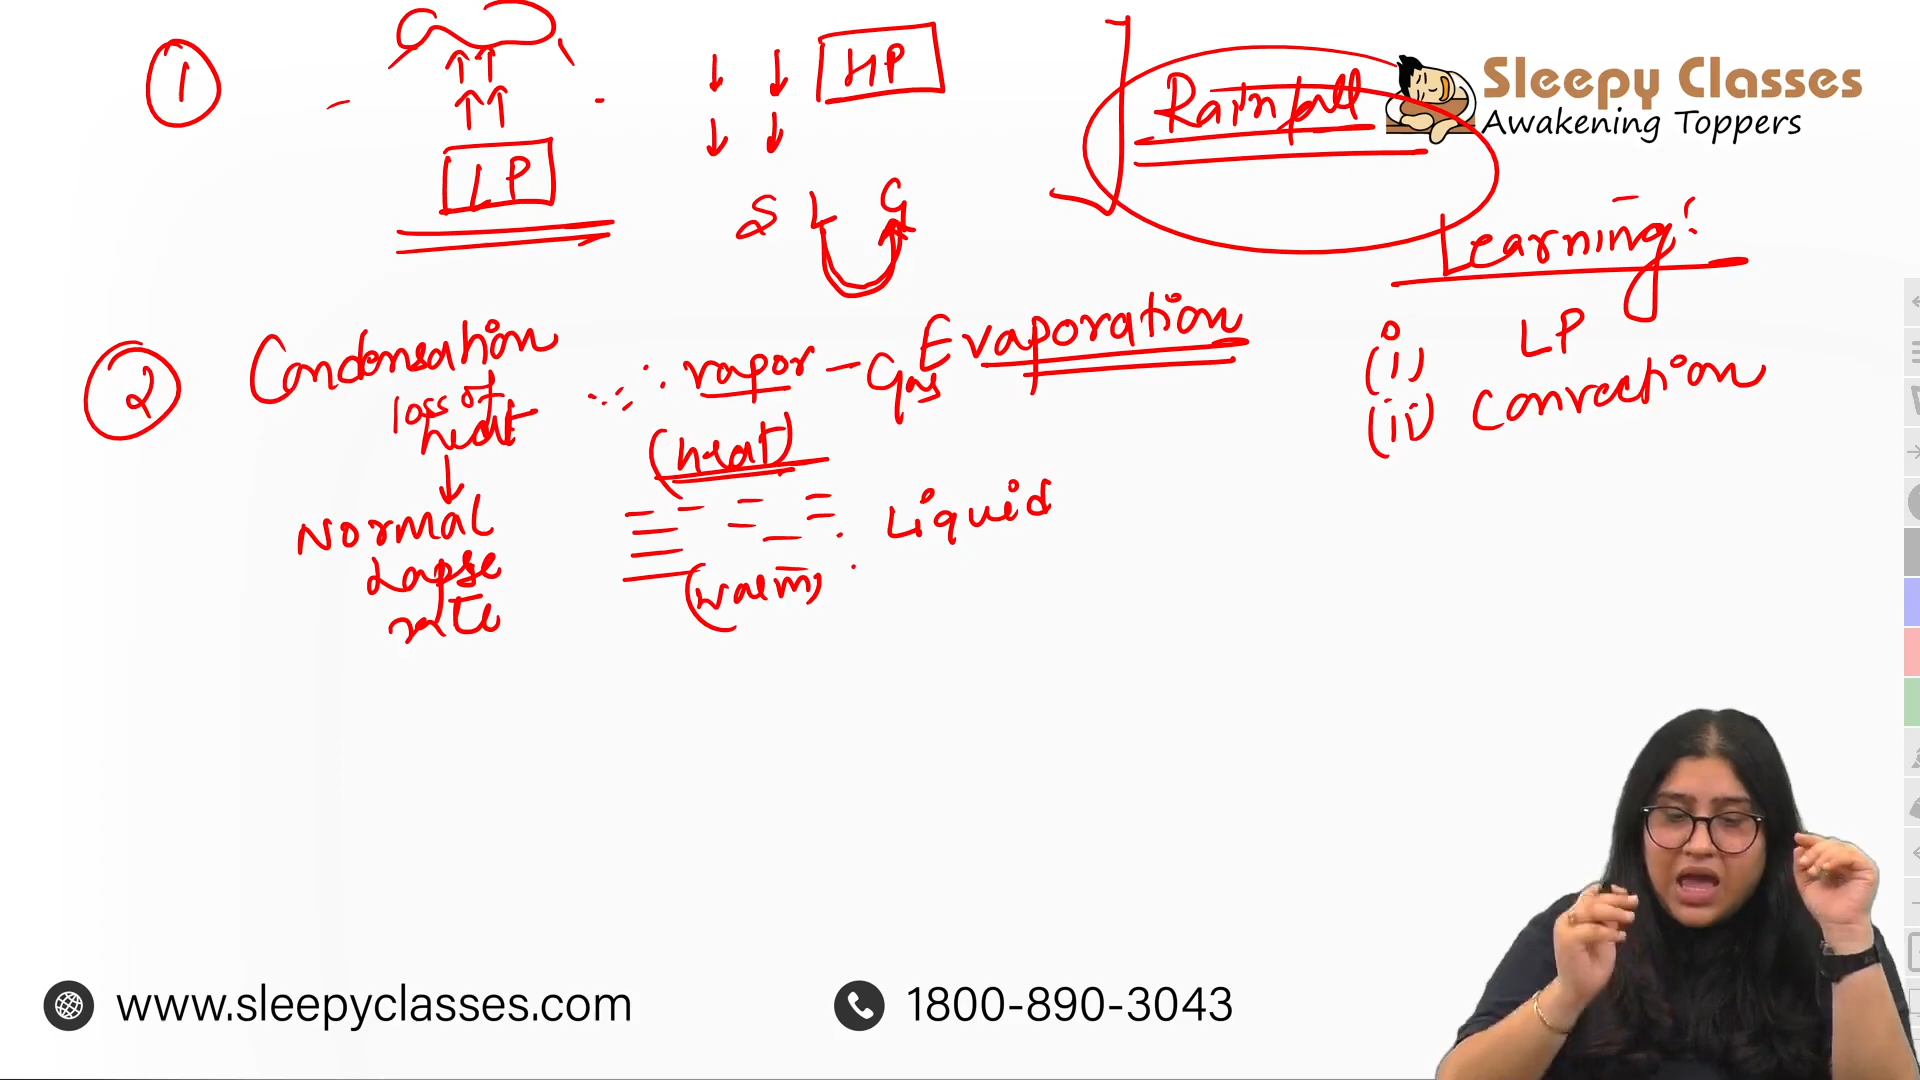 1
LP
HP
S L G
Rainfall
Sleepy Classes
Awakening Toppers
Learning:
(i) LP
(ii) Convection
2
Condensation
loss of
heat
Normal
Lapse
rate
vapor - Gas
Evaporation
(heat)
Liquid
(warm)
www.sleepyclasses.com
1800-890-3043